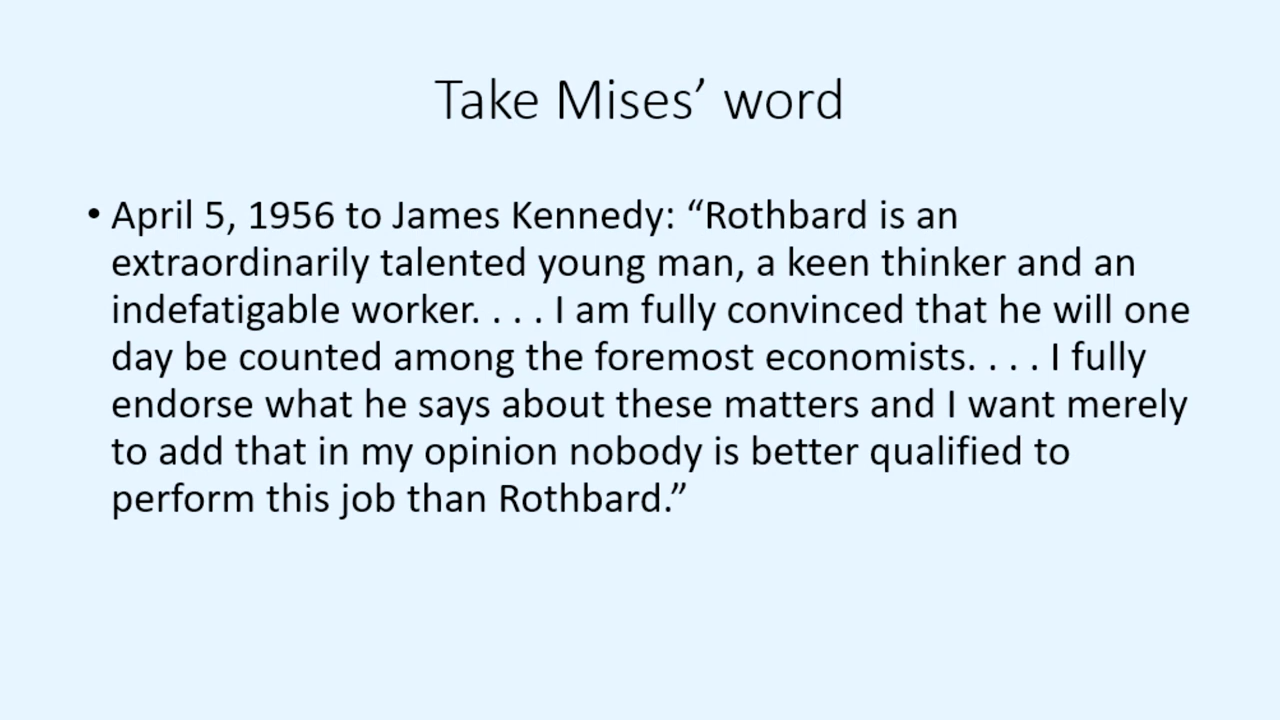 Take Mises’ word
• April 5, 1956 to James Kennedy: “Rothbard is an
extraordinarily talented young man, a keen thinker and an
indefatigable worker. . . . I am fully convinced that he will one
day be counted among the foremost economists. . . . I fully
endorse what he says about these matters and I want merely
to add that in my opinion nobody is better qualified to
perform this job than Rothbard.”